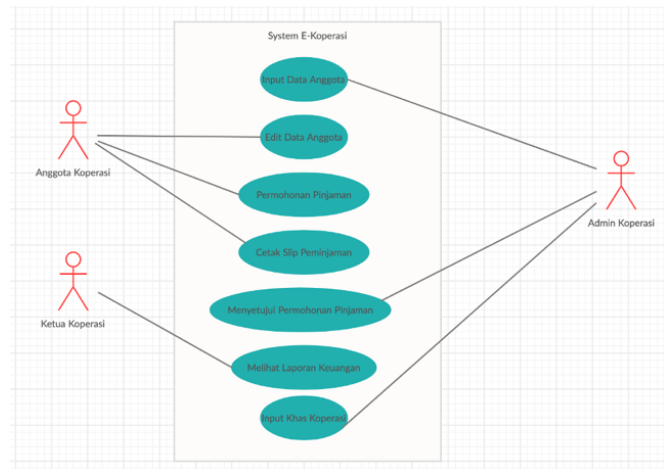 System E-Koperasi
Input Data Anggota
Edit Data Anggota
Anggota Koperasi
Permohonan Pinjaman
Admin Koperasi
Cetak Slip Peminjaman
Menyetujui Permohonan Pinjaman
Ketua Koperasi
Melihat Laporan Keuangan
Input Khas Koperasi